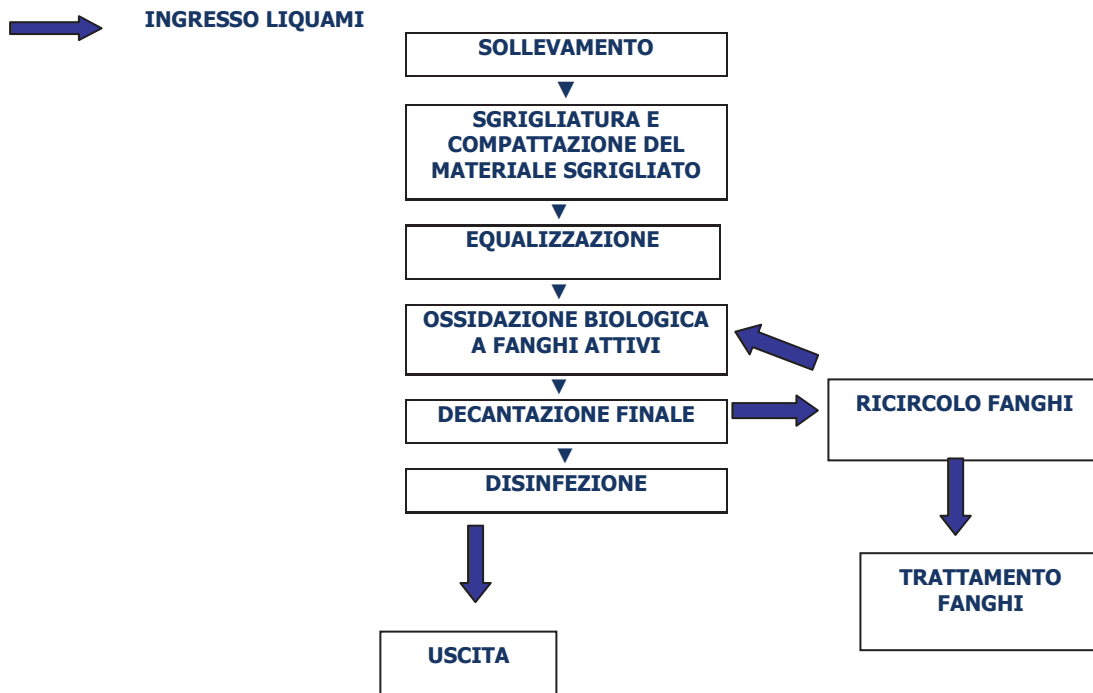 INGRESSO LIQUAMI
SOLLEVAMENTO
SGRIGLIATURA E
COMPATTAZIONE DEL
MATERIALE SGRIGLIATO
EQUALIZZAZIONE
OSSIDAZIONE BIOLOGICA
A FANGHI ATTIVI
DECANTAZIONE FINALE
RICIRCOLO FANGHI
DISINFEZIONE
TRATTAMENTO
FANGHI
USCITA